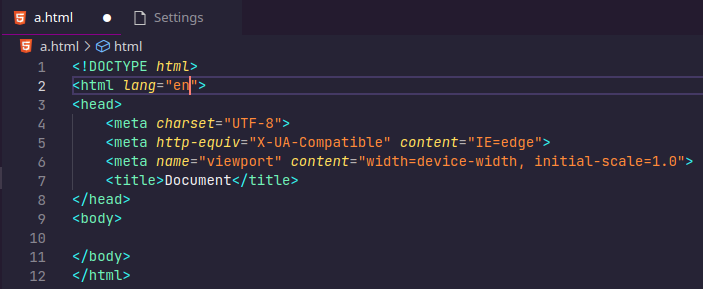 a.html Settings
a.html > html
1 <!DOCTYPE html>
2 <html lang="en">
3 <head>
4 <meta charset="UTF-8">
5 <meta http-equiv="X-UA-Compatible" content="IE=edge">
6 <meta name="viewport" content="width=device-width, initial-scale=1.0">
7 <title>Document</title>
8 </head>
9 <body>
10
11 </body>
12 </html>